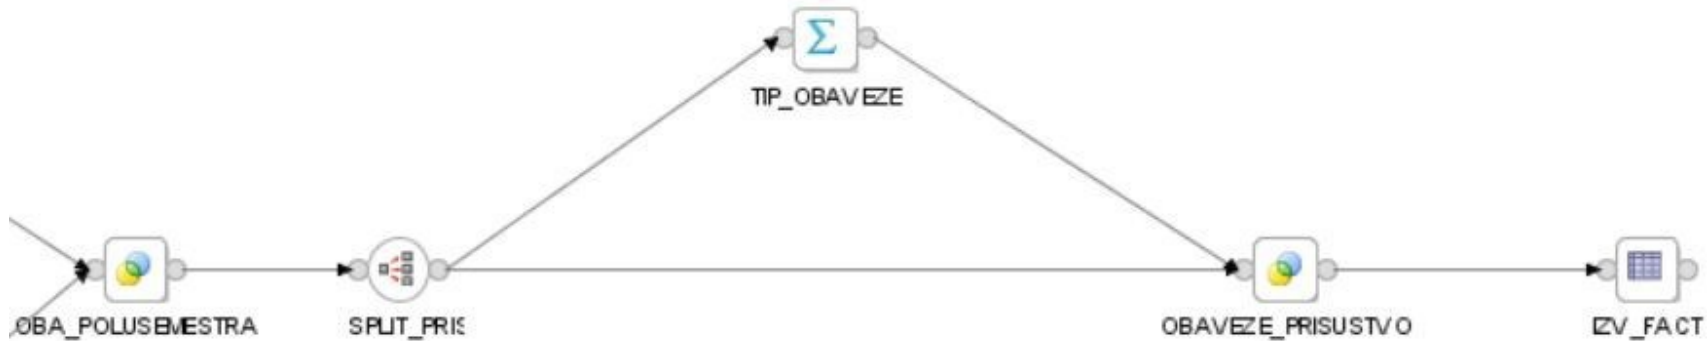 TIP_OBAVEZE
OBA_POLUSEMESTRA
SPLIT_PRIS
OBAVEZE_PRISUSTVO
IZV_FACT